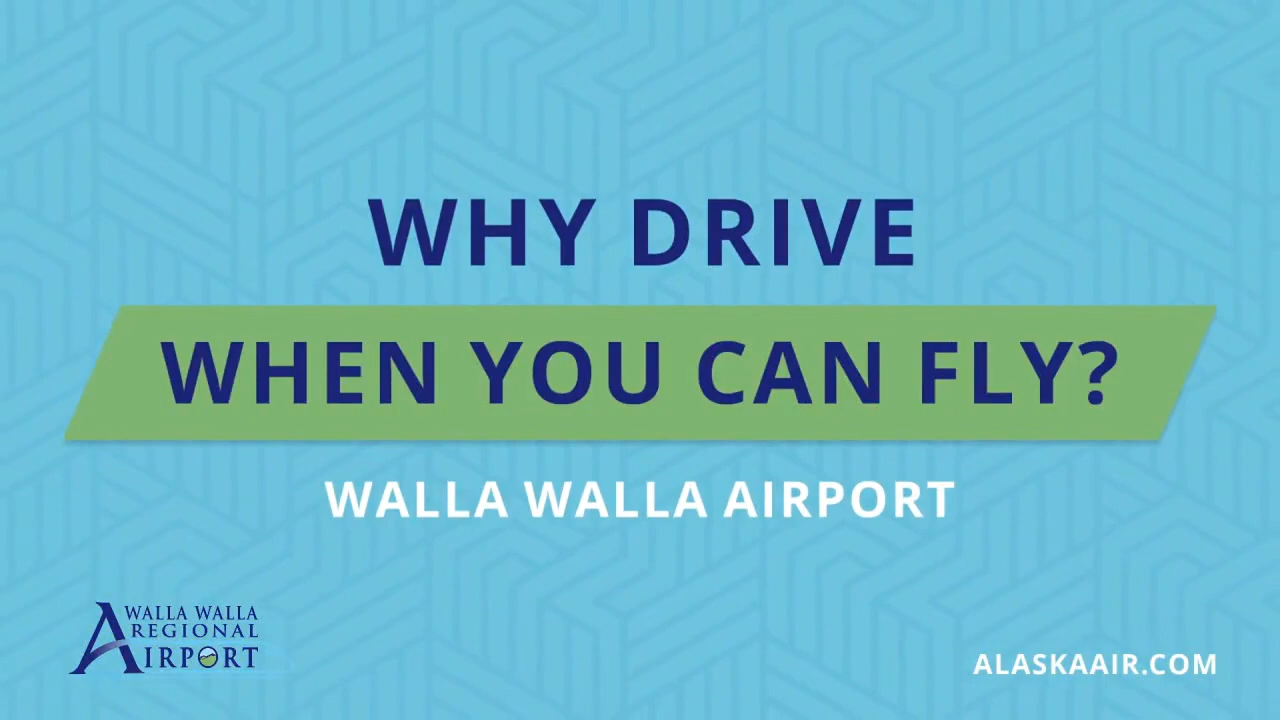 WHY DRIVE
WHEN YOU CAN FLY?
WALLA WALLA AIRPORT
WALLA WALLA
REGIONAL
AIRPORT
ALASKAAIR.COM